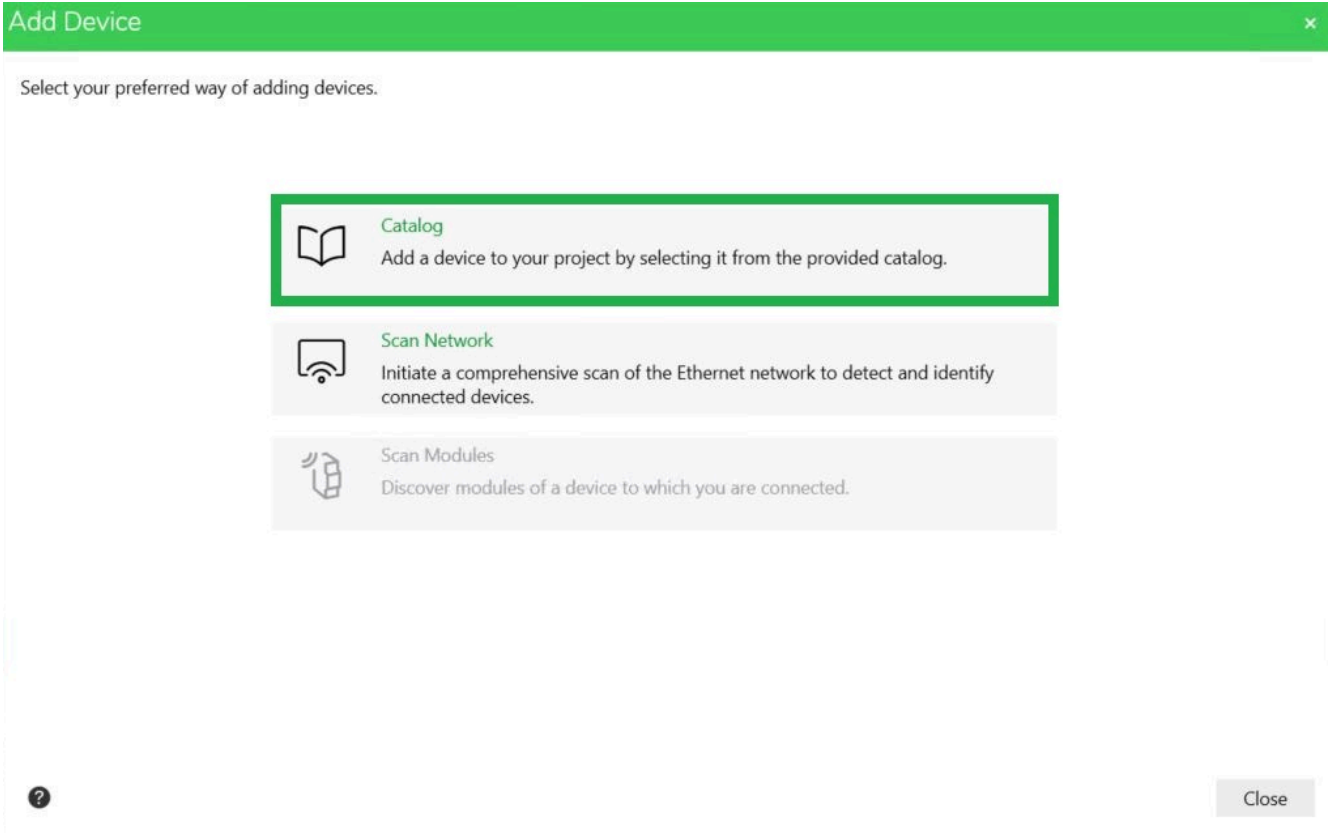 Add Device
Select your preferred way of adding devices.
Catalog
Add a device to your project by selecting it from the provided catalog.
Scan Network
Initiate a comprehensive scan of the Ethernet network to detect and identify
connected devices.
Scan Modules
Discover modules of a device to which you are connected.
Close